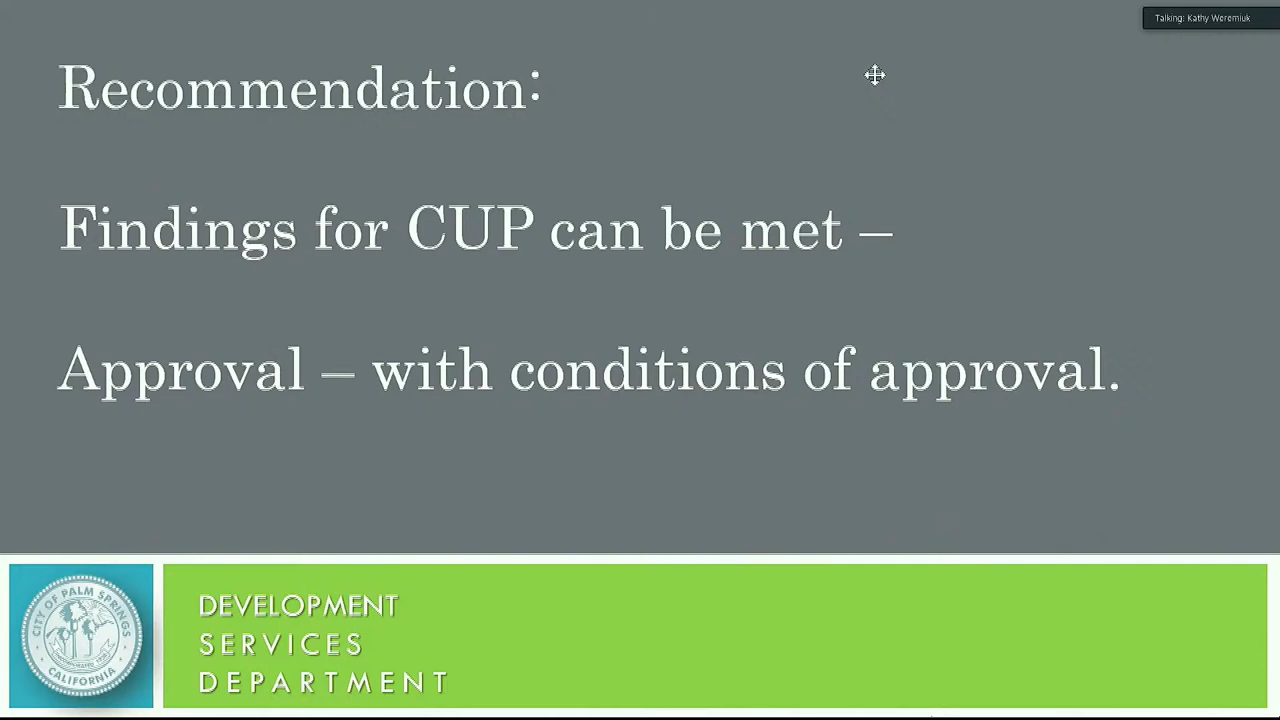 Talking: Kathy Weremiuk
Recommendation:
Findings for CUP can be met –
Approval – with conditions of approval.
CITY OF PALM SPRINGS
CALIFORNIA
DEVELOPMENT
SERVICES
DEPARTMENT